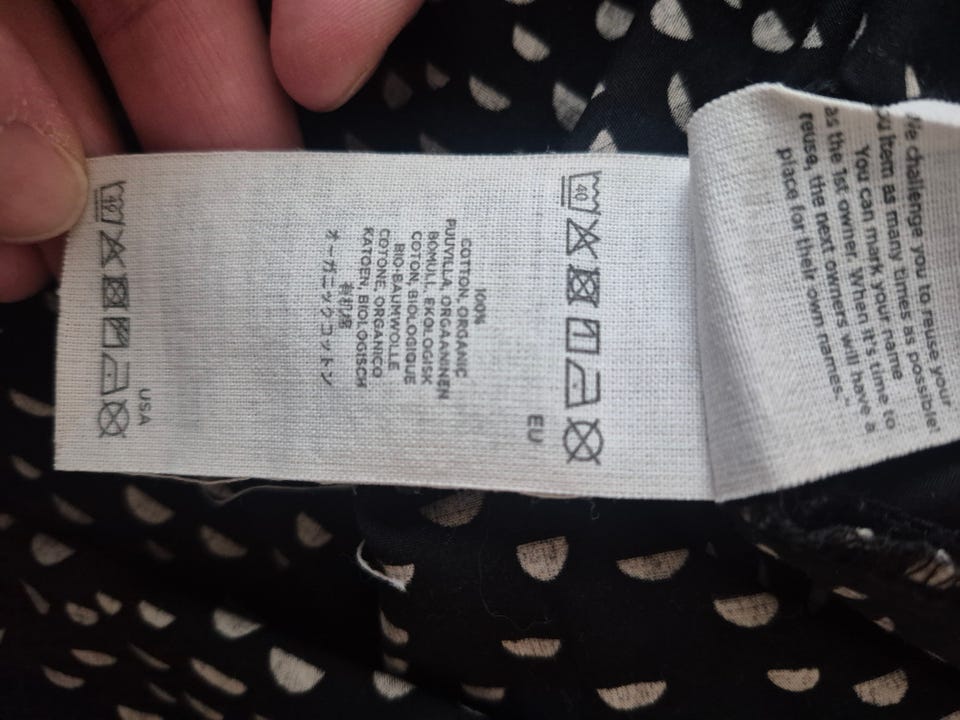 We challenge you to reuse your
item as many times as possible!
You can mark your name
as the 1st owner. When it's time to
reuse, the next owners will have a
place for their own names."
40
EU
100%
COTTON, ORGANIC
PUUVILLA, ORGAANINEN
BOMULL, EKOLOGISK
COTON, BIOLOGIQUE
BIO-BAUMWOLLE
COTONE, ORGANICO
KATOEN, BIOLOGISCH
有机棉
オーガニックコットン
USA
40